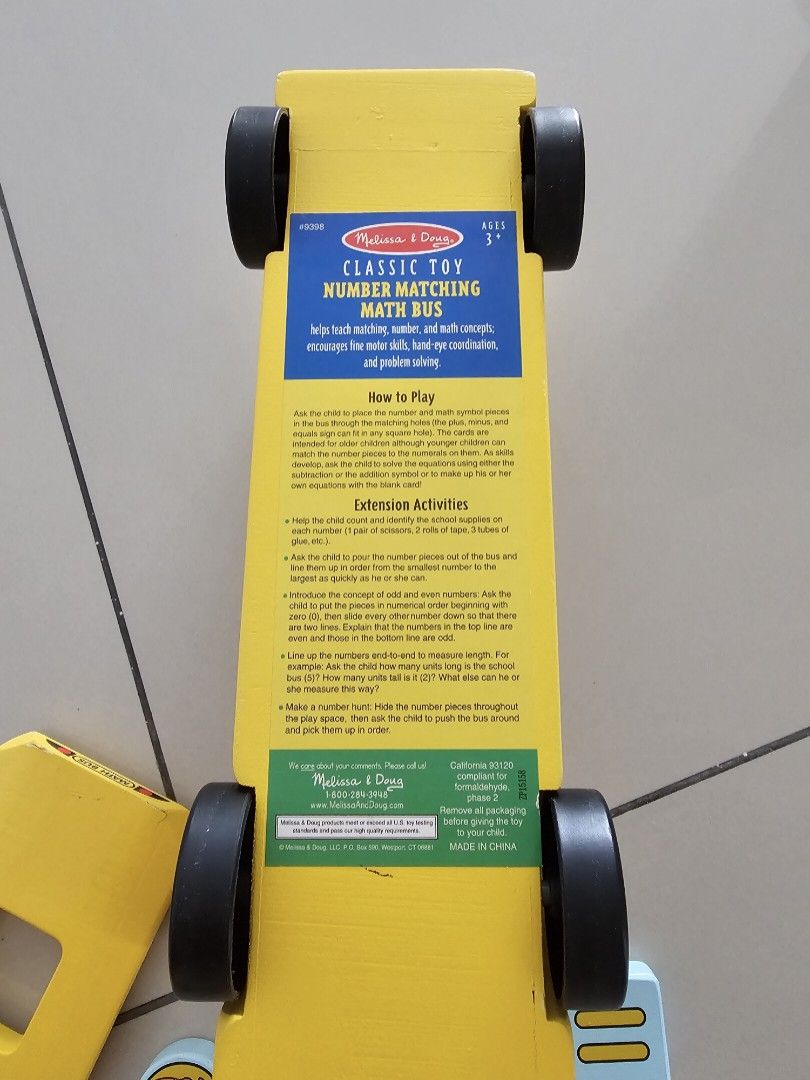 #9398
Melissa & Doug®
AGES
3+
CLASSIC TOY
NUMBER MATCHING
MATH BUS
helps teach matching, number, and math concepts;
encourages fine motor skills, hand-eye coordination,
and problem solving.
How to Play
Ask the child to place the number and math symbol pieces
in the bus through the matching holes (the plus, minus, and
equals sign can fit in any square hole). The cards are
intended for older children although younger children can
match the number pieces to the numerals on them. As skills
develop, ask the child to solve the equations using either the
subtraction or the addition symbol or to make up his or her
own equations with the blank card!
Extension Activities
• Help the child count and identify the school supplies on
each number (1 pair of scissors, 2 rolls of tape, 3 tubes of
glue, etc.).
• Ask the child to pour the number pieces out of the bus and
line them up in order from the smallest number to the
largest as quickly as he or she can.
• Introduce the concept of odd and even numbers: Ask the
child to put the pieces in numerical order beginning with
zero (0), then slide every other number down so that there
are two lines. Explain that the numbers in the top line are
even and those in the bottom line are odd.
• Line up the numbers end-to-end to measure length. For
example: Ask the child how many units long is the school
bus (5)? How many units tall is it (2)? What else can he or
she measure this way?
• Make a number hunt: Hide the number pieces throughout
the play space, then ask the child to push the bus around
and pick them up in order.
We care about your comments. Please call us!
Melissa & Doug
1-800-284-3948
www.MelissaAndDoug.com
Melissa & Doug products meet or exceed all U.S. toy testing
standards and pass our high quality requirements.
© Melissa & Doug, LLC, P.O. Box 590, Westport, CT 06881
California 93120
compliant for
formaldehyde,
phase 2
Remove all packaging
before giving the toy
to your child.
MADE IN CHINA
MATH BUS